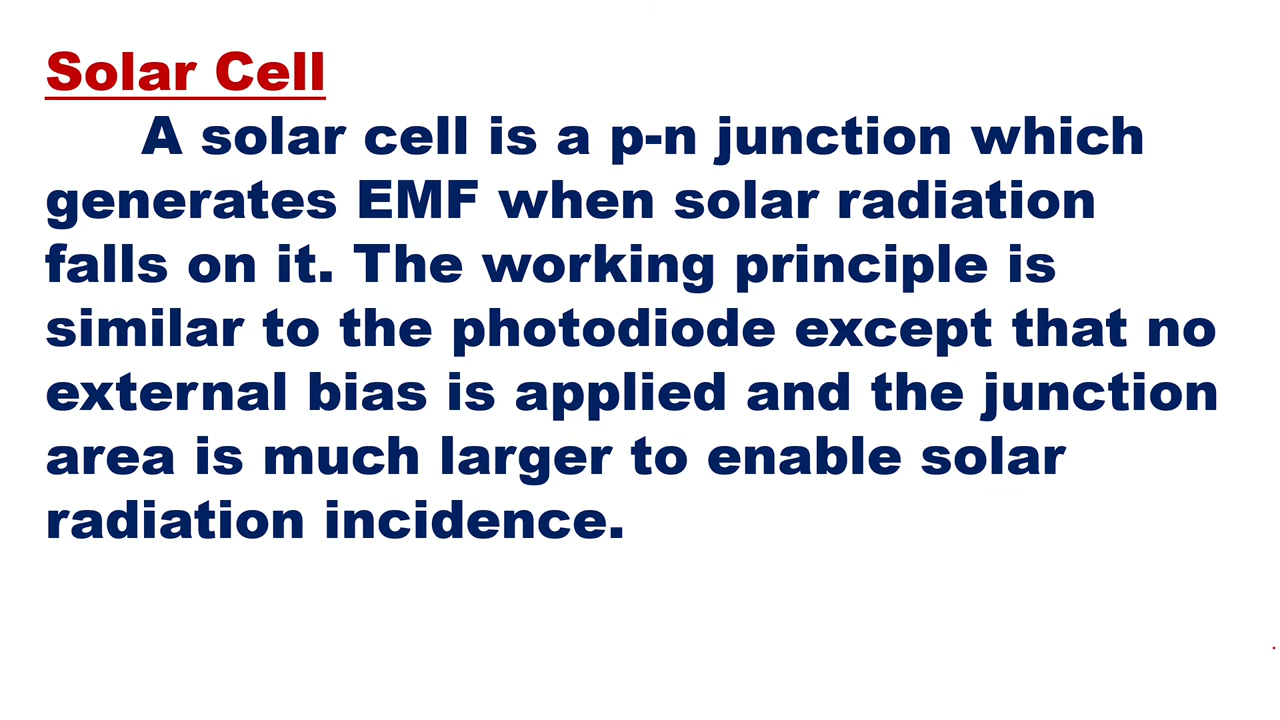 Solar Cell
A solar cell is a p-n junction which
generates EMF when solar radiation
falls on it. The working principle is
similar to the photodiode except that no
external bias is applied and the junction
area is much larger to enable solar
radiation incidence.